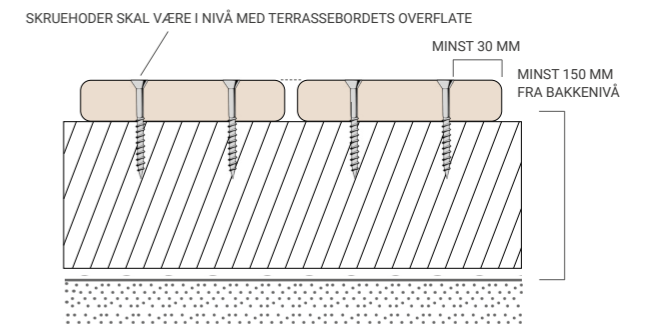 SKRUEHODER SKAL VÆRE I NIVÅ MED TERRASSEBORDETS OVERFLATE
MINST 30 MM
MINST 150 MM
FRA BAKKENIVÅ